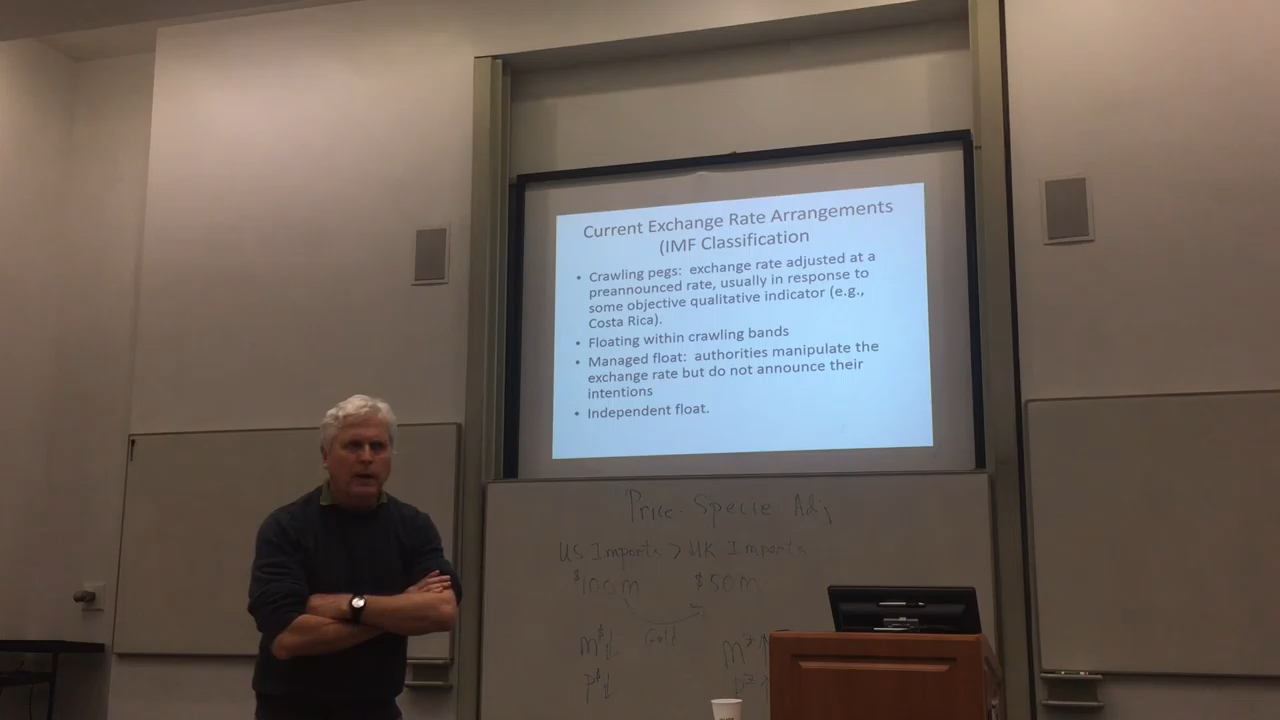 Current Exchange Rate Arrangements
(IMF Classification
• Crawling pegs: exchange rate adjusted at a
preannounced rate, usually in response to
some objective qualitative indicator (e.g.,
Costa Rica).
• Floating within crawling bands
• Managed float: authorities manipulate the
exchange rate but do not announce their
intentions
• Independent float.
Price-Specie Adj
US Imports > UK Imports
$100m $50m
Gold
m$↓
P$↓